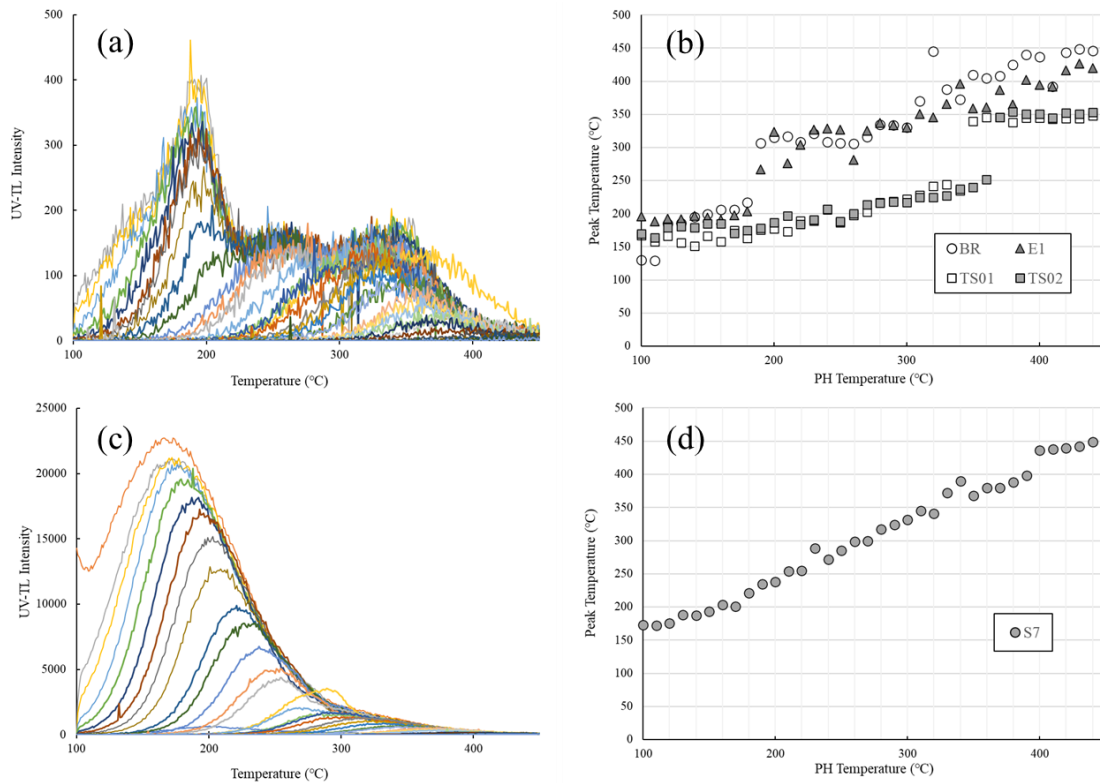 (a)
500
400
300
200
100
0
UV-TL Intensity
100 200 300 400
Temperature (℃)
(b)
500
450
400
350
300
250
200
150
100
50
0
Peak Temperature (℃)
BR E1
TS01 TS02
100 200 300 400
PH Temperature (℃)
(c)
25000
20000
15000
10000
5000
0
UV-TL Intensity
100 200 300 400
Temperature (℃)
(d)
500
450
400
350
300
250
200
150
100
50
0
Peak Temperature (℃)
S7
100 200 300 400
PH Temperature (℃)